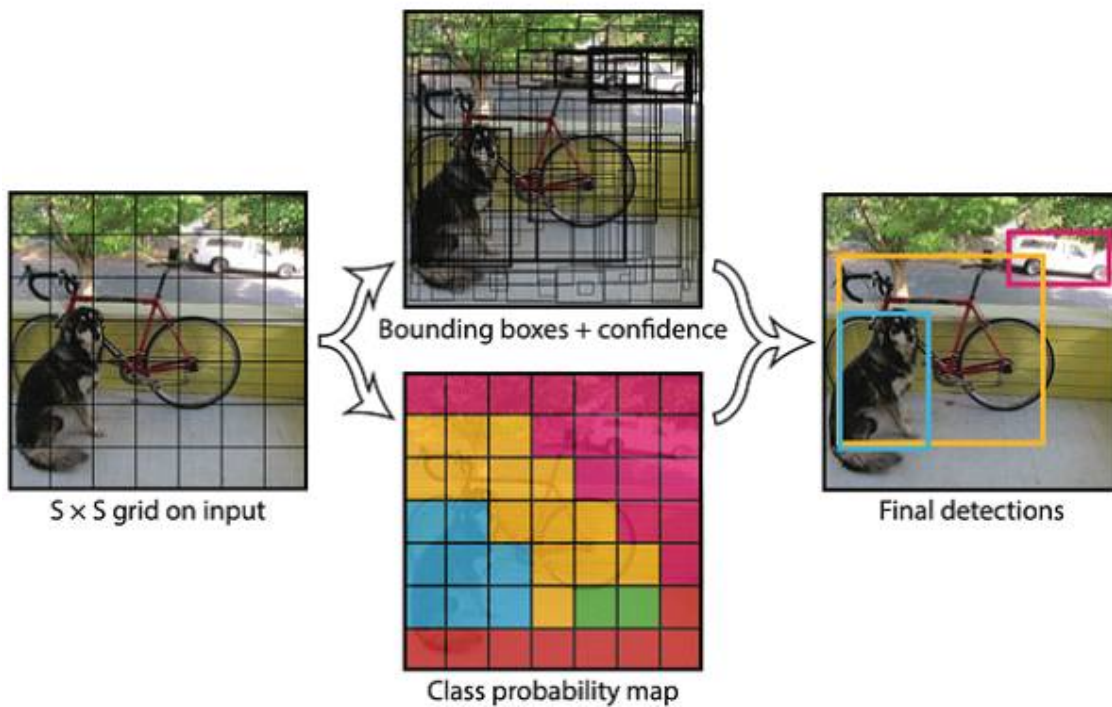 Bounding boxes + confidence
S × S grid on input
Final detections
Class probability map